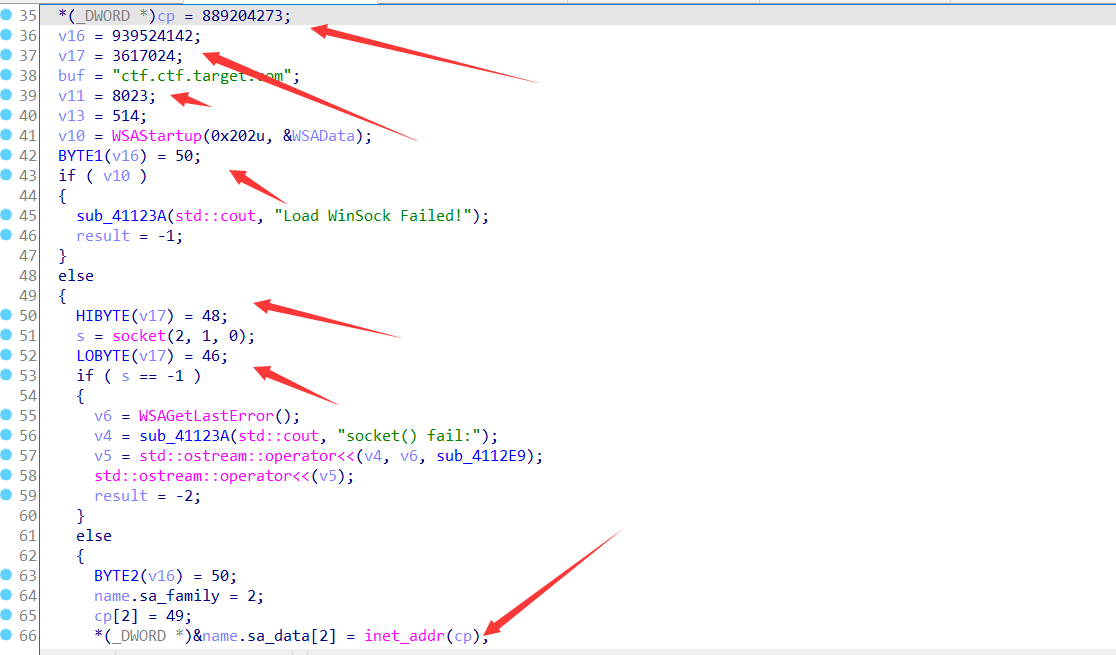 35 *(_DWORD *)cp = 889204273;
36 v16 = 939524142;
37 v17 = 3617024;
38 buf = "ctf.ctf.target.com";
39 v11 = 8023;
40 v13 = 514;
41 v10 = WSAStartup(0x202u, &WSAData);
42 BYTE1(v16) = 50;
43 if ( v10 )
44 {
45 sub_41123A(std::cout, "Load WinSock Failed!");
46 result = -1;
47 }
48 else
49 {
50 HIBYTE(v17) = 48;
51 s = socket(2, 1, 0);
52 LOBYTE(v17) = 46;
53 if ( s == -1 )
54 {
55 v6 = WSAGetLastError();
56 v4 = sub_41123A(std::cout, "socket() fail:");
57 v5 = std::ostream::operator<<(v4, v6, sub_4112E9);
58 std::ostream::operator<<(v5);
59 result = -2;
60 }
61 else
62 {
63 BYTE2(v16) = 50;
64 name.sa_family = 2;
65 cp[2] = 49;
66 *(_DWORD *)&name.sa_data[2] = inet_addr(cp);